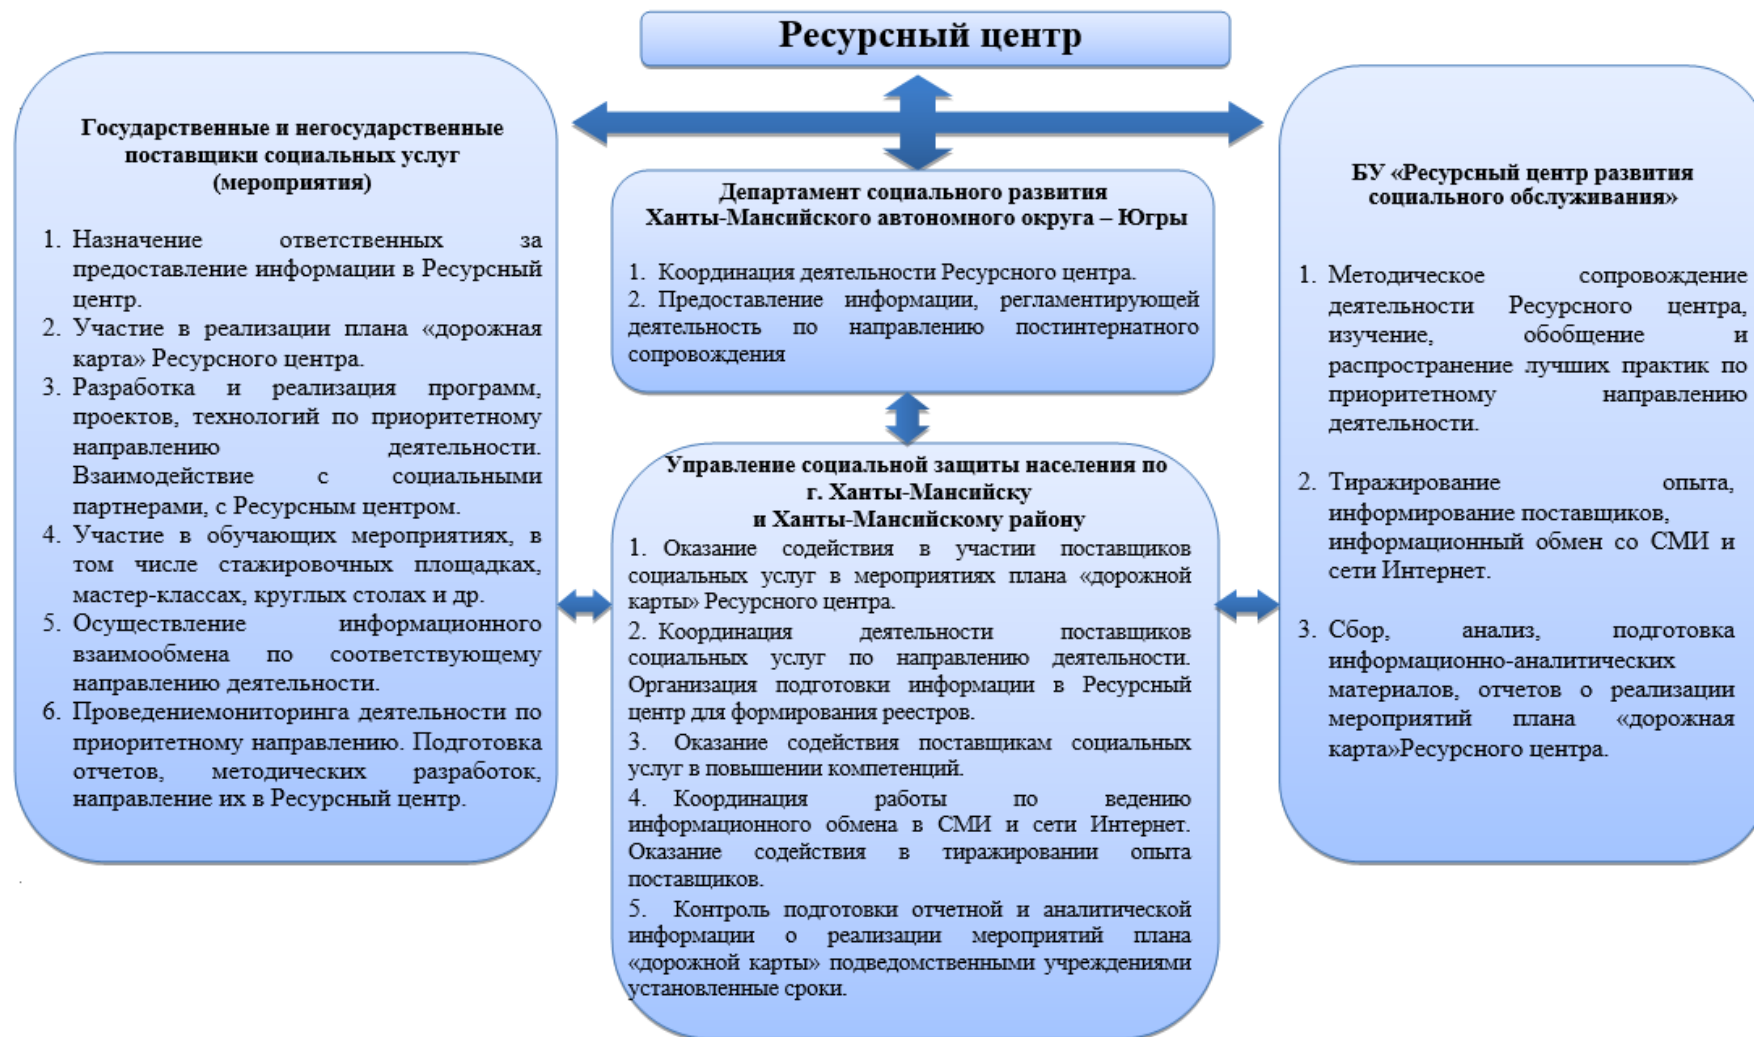 Ресурсный центр
Государственные и негосударственные
поставщики социальных услуг
(мероприятия)
1. Назначение ответственных за
предоставление информации в Ресурсный
центр.
2. Участие в реализации плана «дорожная
карта» Ресурсного центра.
3. Разработка и реализация программ,
проектов, технологий по приоритетному
направлению деятельности.
Взаимодействие с социальными
партнерами, с Ресурсным центром.
4. Участие в обучающих мероприятиях, в
том числе стажировочных площадках,
мастер-классах, круглых столах и др.
5. Осуществление информационного
взаимообмена по соответствующему
направлению деятельности.
6. Проведениемониторинга деятельности по
приоритетному направлению. Подготовка
отчетов, методических разработок,
направление их в Ресурсный центр.
Департамент социального развития
Ханты-Мансийского автономного округа – Югры
1. Координация деятельности Ресурсного центра.
2. Предоставление информации, регламентирующей
деятельность по направлению постинтернатного
сопровождения
Управление социальной защиты населения по
г. Ханты-Мансийску
и Ханты-Мансийскому району
1. Оказание содействия в участии поставщиков
социальных услуг в мероприятиях плана «дорожной
карты» Ресурсного центра.
2. Координация деятельности поставщиков
социальных услуг по направлению деятельности.
Организация подготовки информации в Ресурсный
центр для формирования реестров.
3. Оказание содействия поставщикам социальных
услуг в повышении компетенций.
4. Координация работы по ведению
информационного обмена в СМИ и сети Интернет.
Оказание содействия в тиражировании опыта
поставщиков.
5. Контроль подготовки отчетной и аналитической
информации о реализации мероприятий плана
«дорожной карты» подведомственными учреждениями
установленные сроки.
БУ «Ресурсный центр развития
социального обслуживания»
1. Методическое сопровождение
деятельности Ресурсного центра,
изучение, обобщение и
распространение лучших практик по
приоритетному направлению
деятельности.
2. Тиражирование опыта,
информирование поставщиков,
информационный обмен со СМИ и
сети Интернет.
3. Сбор, анализ, подготовка
информационно-аналитических
материалов, отчетов о реализации
мероприятий плана «дорожная
карта»Ресурсного центра.